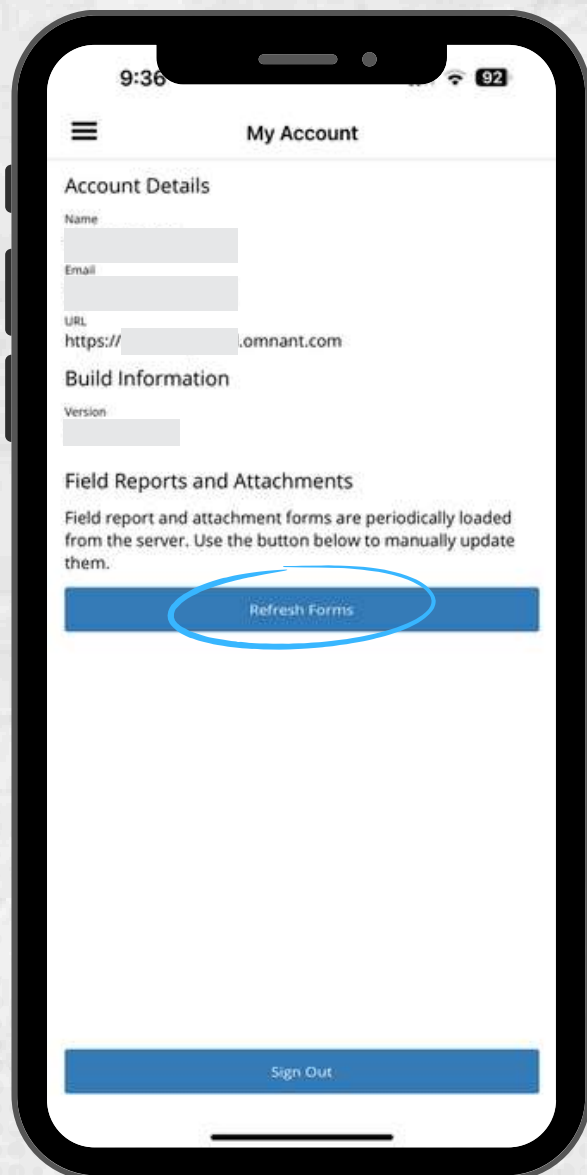 9:36
92
My Account
Account Details
Name
Email
URL
https:// .omnant.com
Build Information
Version
Field Reports and Attachments
Field report and attachment forms are periodically loaded
from the server. Use the button below to manually update
them.
Refresh Forms
Sign Out